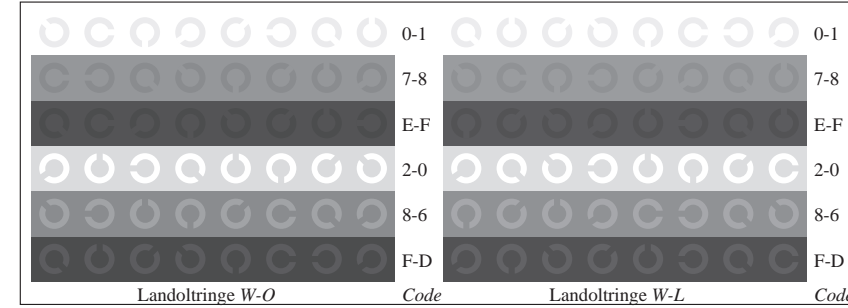 0-1 0-1
7-8 7-8
E-F E-F
2-0 2-0
8-6 8-6
F-D F-D
Landoltringe W-O Code Landoltringe W-L Code